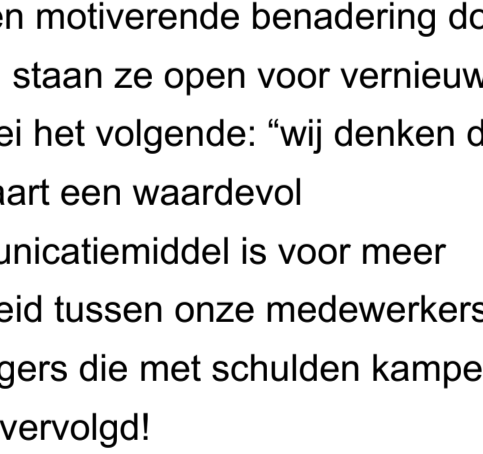 en motiverende benadering do
staan ze open voor vernieuw
ei het volgende: “wij denken d
aart een waardevol
unicatiemiddel is voor meer
eid tussen onze medewerkers
gers die met schulden kampe
vervolgd!